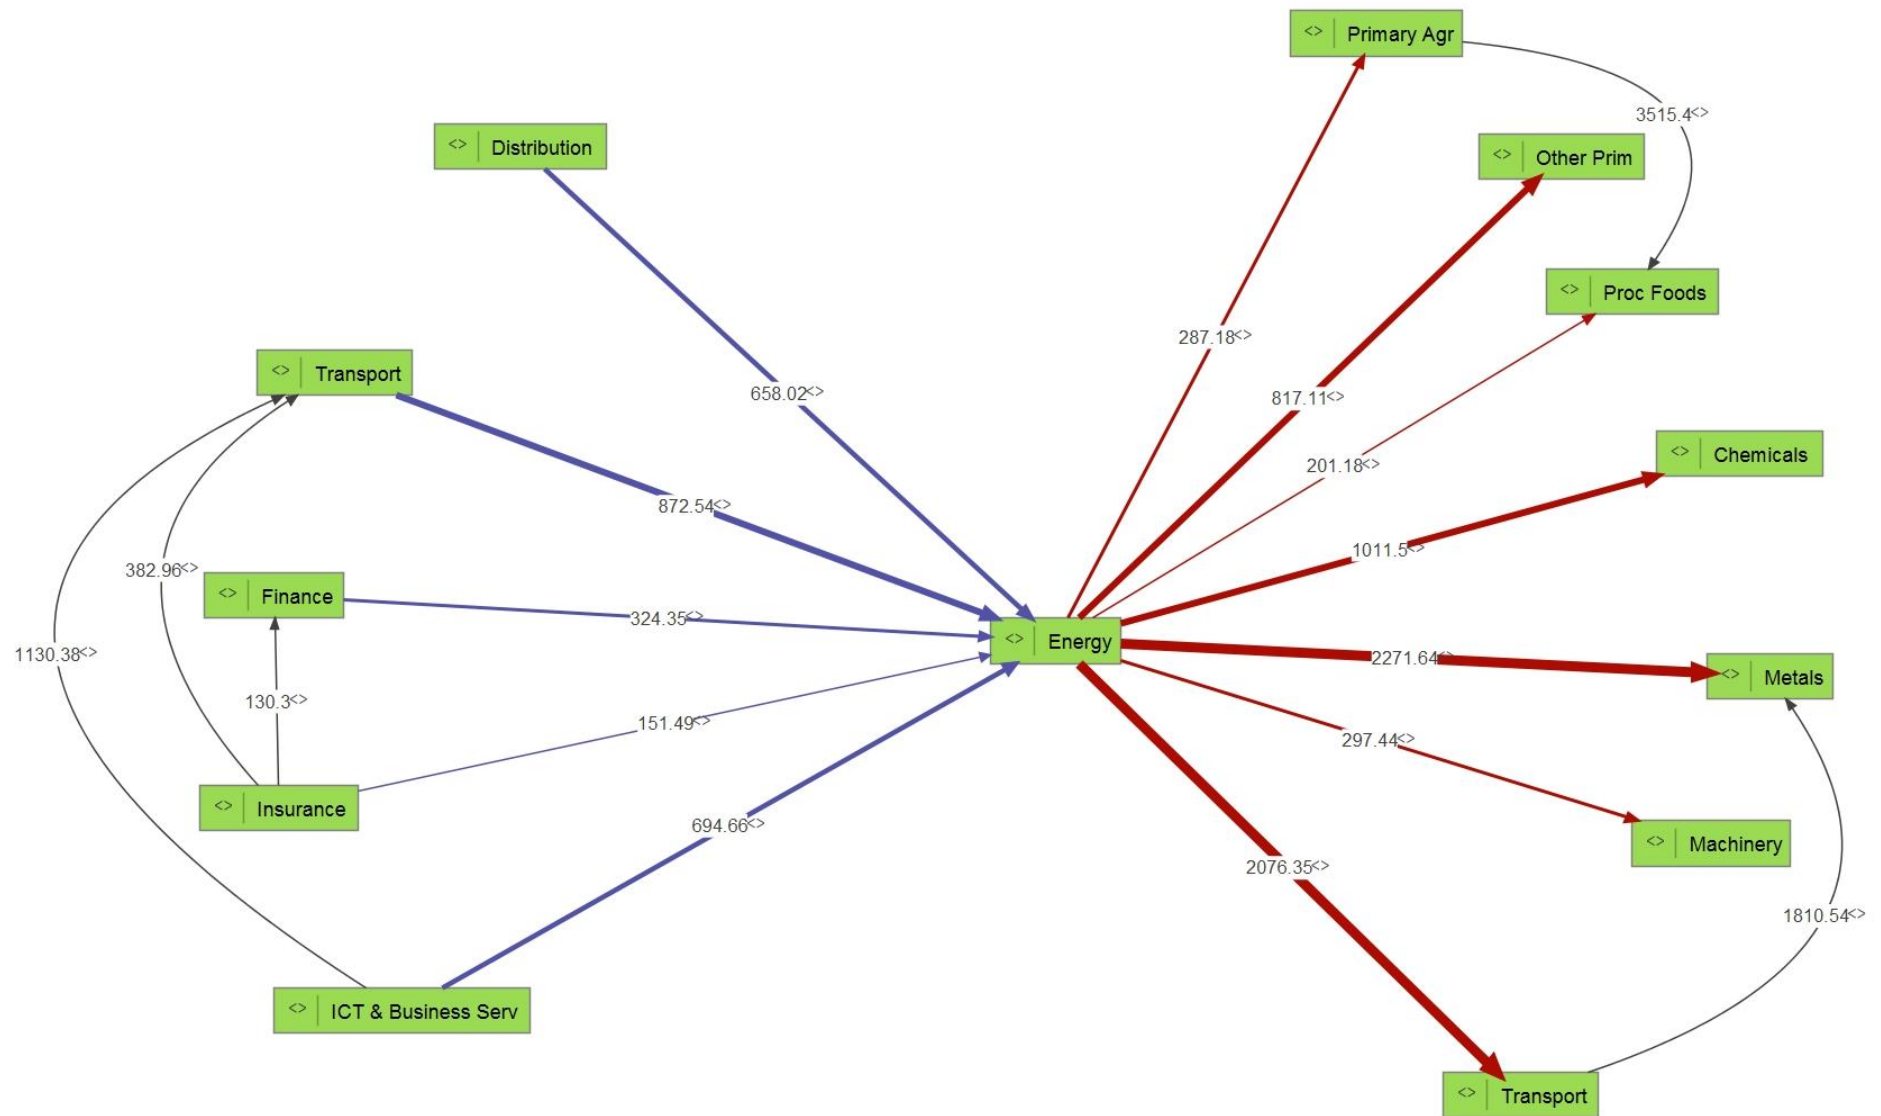 <> Primary Agr
3515.4<>
<> Distribution
<> Other Prim
<> Proc Foods
287.18<>
<> Transport
658.02<>
817.11<>
<> Chemicals
201.18<>
872.54<>
1011.5<>
382.96<>
<> Finance
324.35<>
<> Energy
1130.38<>
2271.64<>
<> Metals
130.3<>
151.49<>
297.44<>
<> Insurance
694.66<>
<> Machinery
2076.35<>
1810.54<>
<> ICT & Business Serv
<> Transport